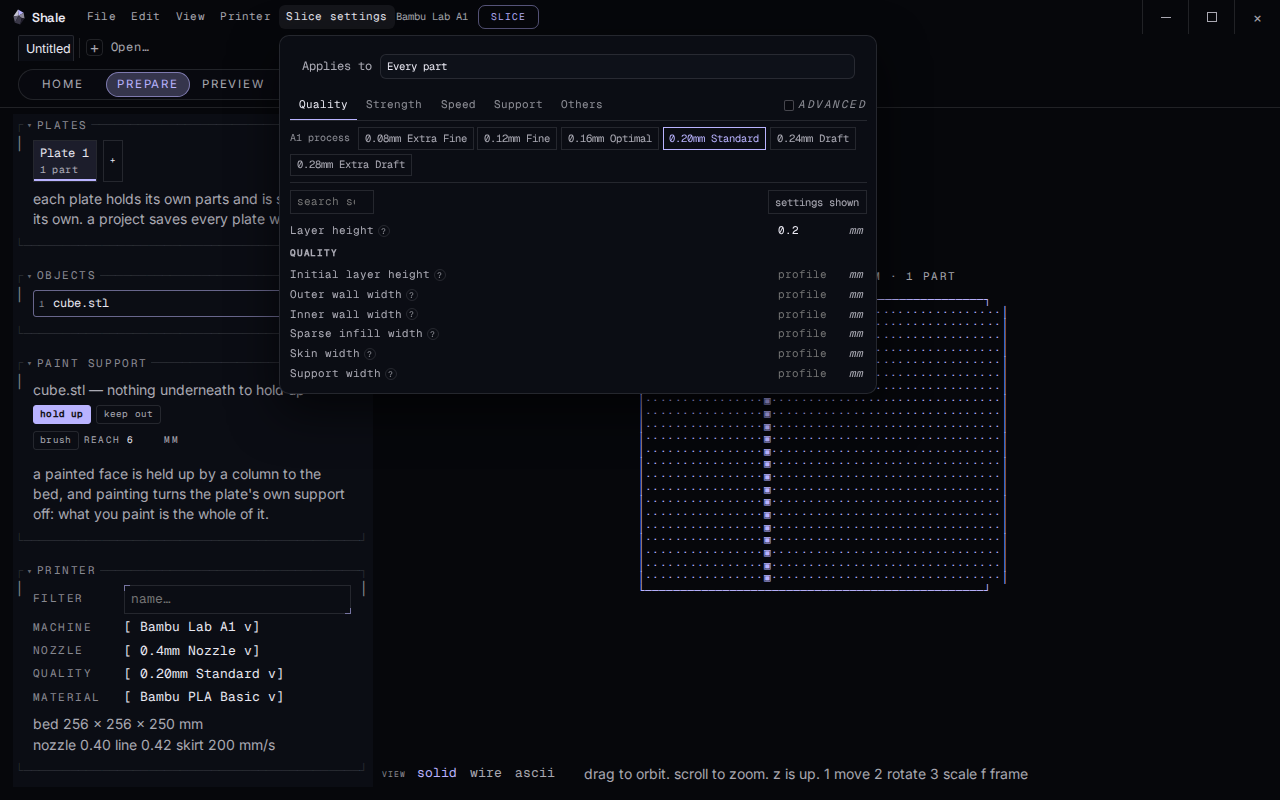 Shale File Edit View Printer Slice settings Bambu Lab A1 SLICE
Untitled + Open…
HOME PREPARE PREVIEW
Applies to Every part
Quality Strength Speed Support Others ADVANCED
A1 process 0.08mm Extra Fine 0.12mm Fine 0.16mm Optimal 0.20mm Standard 0.24mm Draft
0.28mm Extra Draft
settings shown
Layer height ? 0.2 mm
QUALITY
Initial layer height ? profile mm
Outer wall width ? profile mm
Inner wall width ? profile mm
Sparse infill width ? profile mm
Skin width ? profile mm
Support width ? profile mm
PLATES
Plate 1 +
1 part
each plate holds its own parts and is
its own. a project saves every plate
OBJECTS
1 cube.stl
· 1 PART
PAINT SUPPORT
cube.stl — nothing underneath to hold up
hold up keep out
brush REACH 6 MM
a painted face is held up by a column to the
bed, and painting turns the plate's own support
off: what you paint is the whole of it.
PRINTER
FILTER name…
MACHINE [ Bambu Lab A1 v]
NOZZLE [ 0.4mm Nozzle v]
QUALITY [ 0.20mm Standard v]
MATERIAL [ Bambu PLA Basic v]
bed 256 × 256 × 250 mm
nozzle 0.40 line 0.42 skirt 200 mm/s
VIEW solid wire ascii drag to orbit. scroll to zoom. z is up. 1 move 2 rotate 3 scale f frame